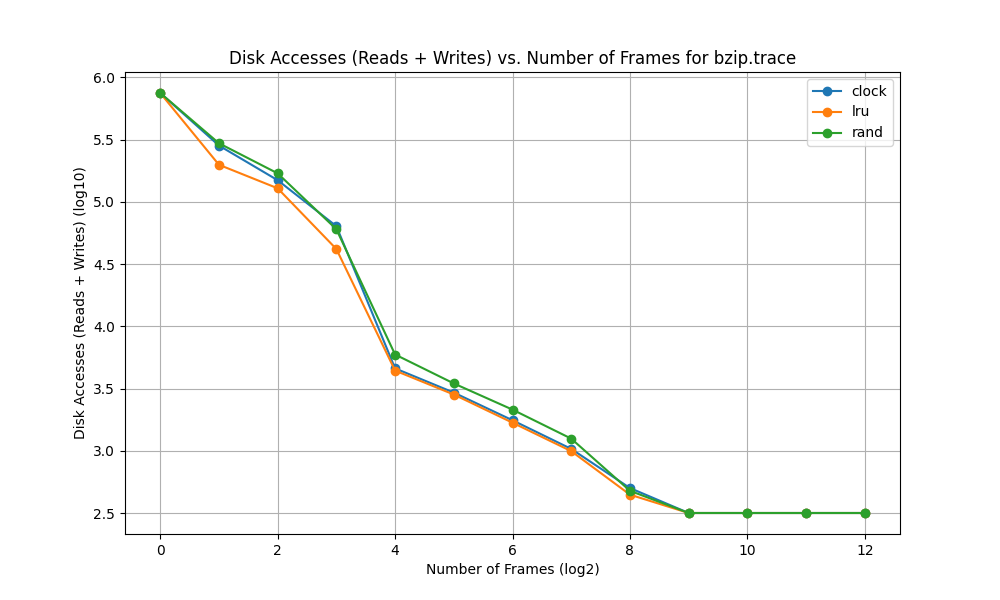 Disk Accesses (Reads + Writes) vs. Number of Frames for bzip.trace
clock
lru
rand
Disk Accesses (Reads + Writes) (log10)
6.0
5.5
5.0
4.5
4.0
3.5
3.0
2.5
0 2 4 6 8 10 12
Number of Frames (log2)